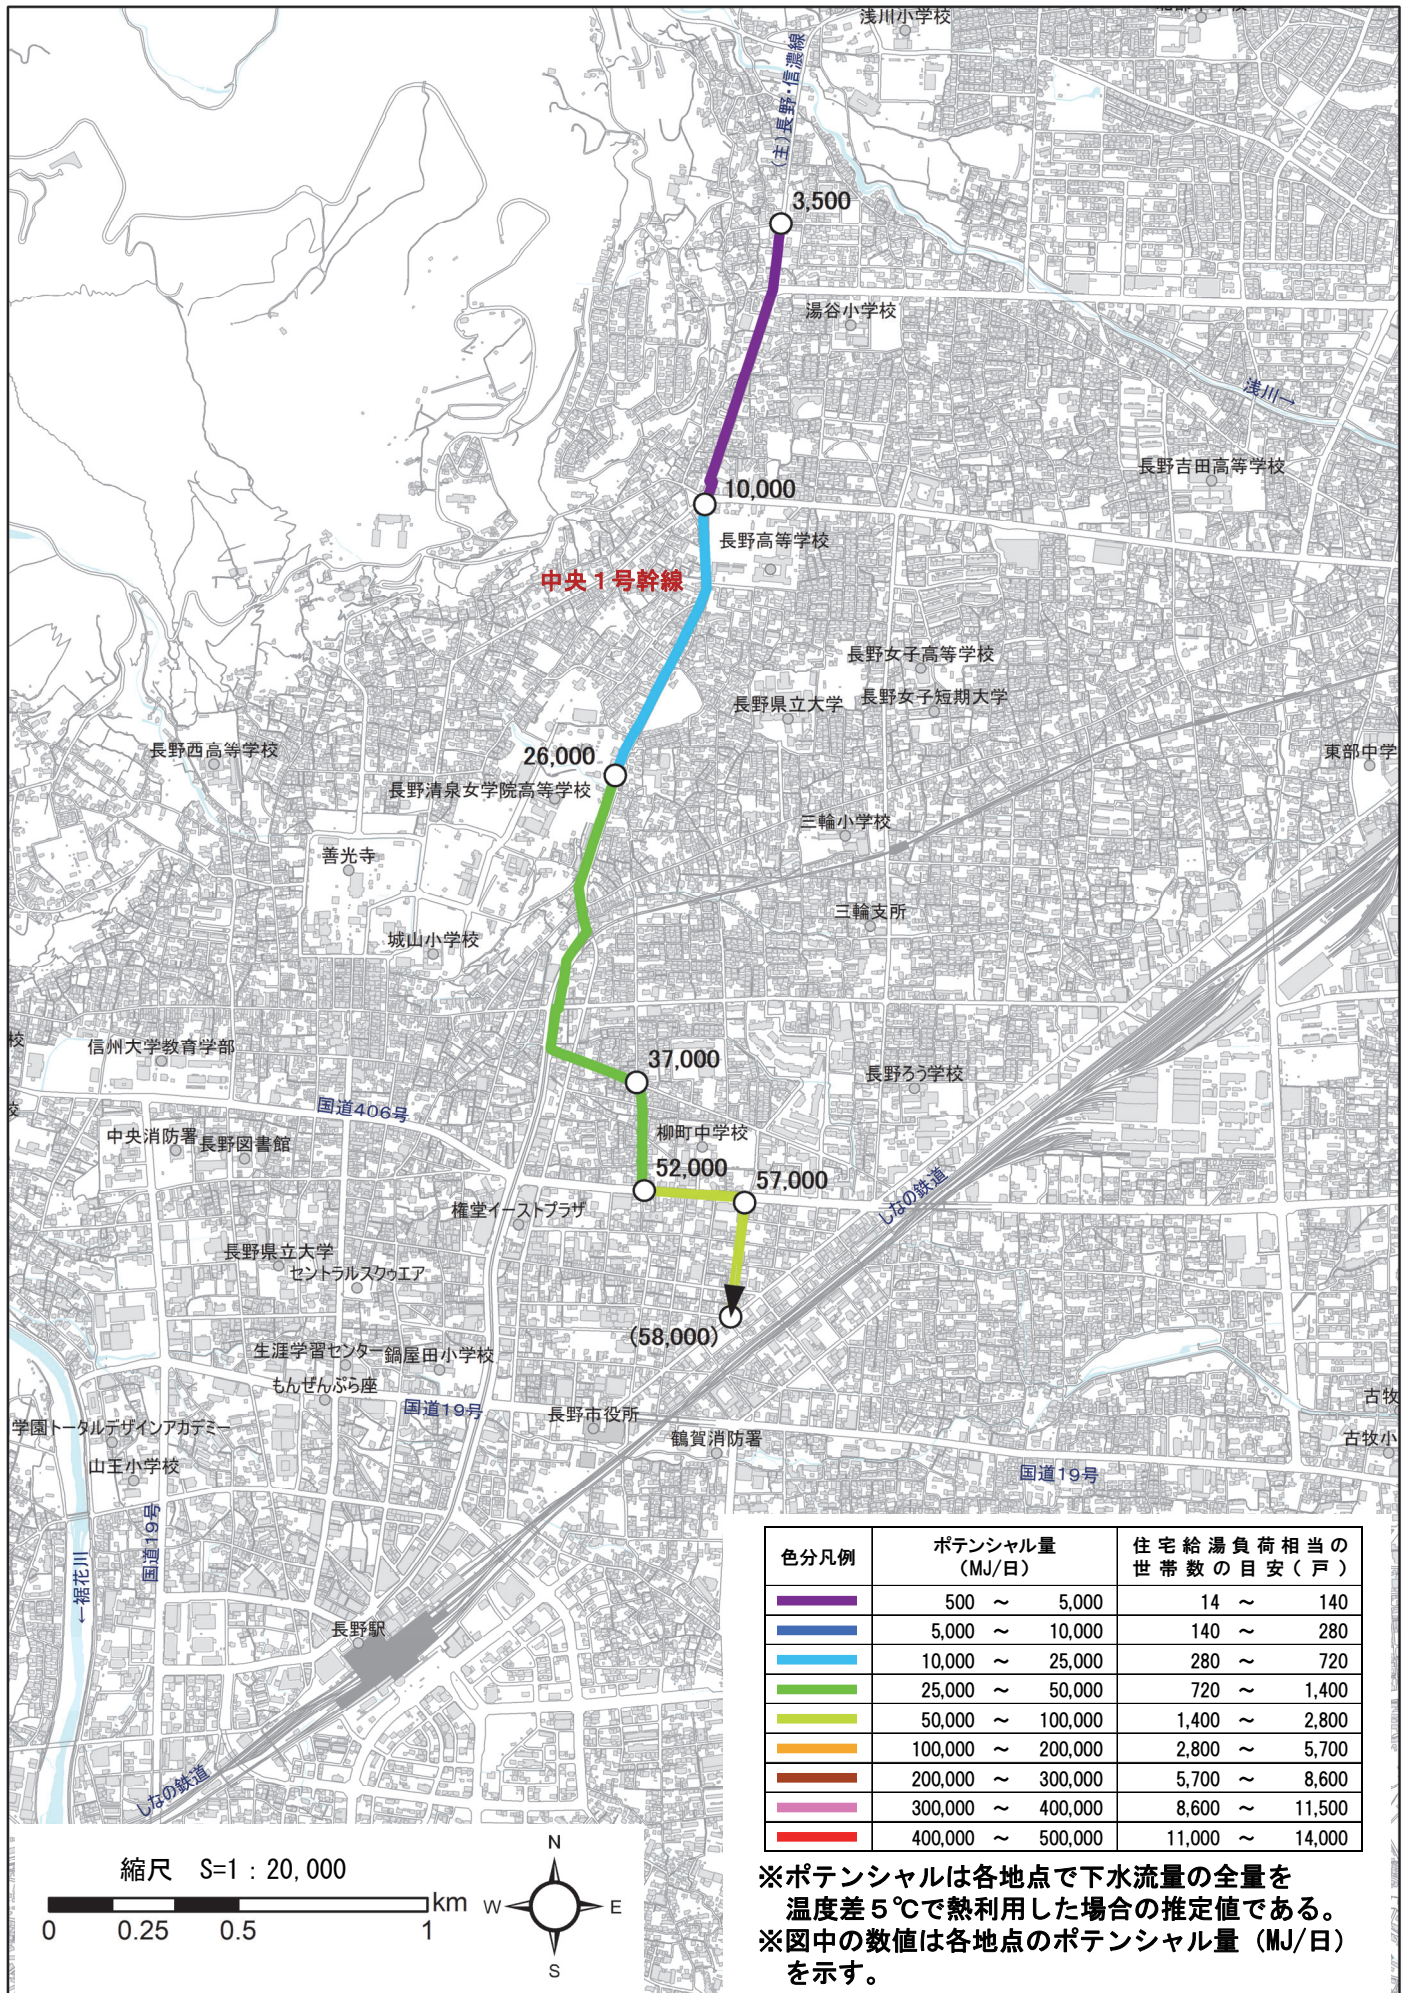 浅川小学校
(主)長野・信濃線
3,500
湯谷小学校
浅川→
長野吉田高等学校
10,000
長野高等学校
中央1号幹線
長野女子高等学校
長野県立大学
長野女子短期大学
長野西高等学校
26,000
東部中学
長野清泉女学院高等学校
三輪小学校
善光寺
三輪支所
城山小学校
校
信州大学教育学部
37,000
長野ろう学校
校
国道406号
中央消防署
長野図書館
柳町中学校
52,000
57,000
しなの鉄道
権堂イーストプラザ
長野県立大学
セントラルスクゥエア
(58,000)
生涯学習センター
鍋屋田小学校
もんぜんぷら座
国道19号
長野市役所
古牧
学園トータルデザインアカデミー
鶴賀消防署
古牧小
山王小学校
国道19号
国道19号
←裾花川
長野駅
しなの鉄道
色分凡例
ポテンシャル量
(MJ/日)
住宅給湯負荷相当の
世帯数の目安(戸)
500 ～ 5,000 14 ～ 140
5,000 ～ 10,000 140 ～ 280
10,000 ～ 25,000 280 ～ 720
25,000 ～ 50,000 720 ～ 1,400
50,000 ～ 100,000 1,400 ～ 2,800
100,000 ～ 200,000 2,800 ～ 5,700
200,000 ～ 300,000 5,700 ～ 8,600
300,000 ～ 400,000 8,600 ～ 11,500
400,000 ～ 500,000 11,000 ～ 14,000
※ポテンシャルは各地点で下水流量の全量を
温度差5℃で熱利用した場合の推定値である。
※図中の数値は各地点のポテンシャル量（MJ/日）
を示す。
縮尺 S=1：20,000
km
0 0.25 0.5 1
N
W E
S